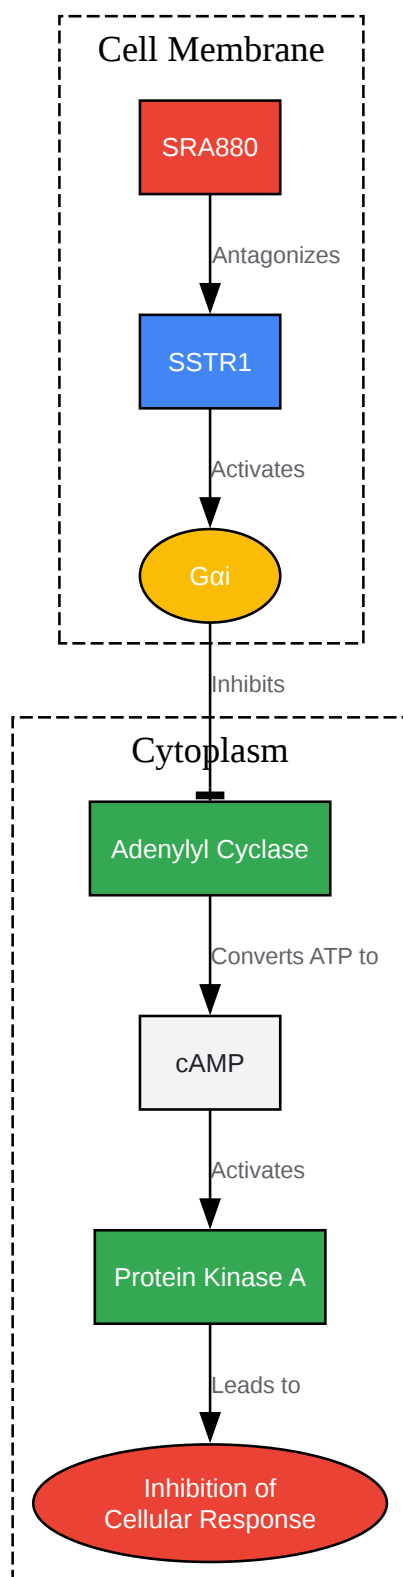 Cell Membrane
SRA880
Antagonizes
SSTR1
Activates
Gαi
Inhibits
Cytoplasm
Adenylyl Cyclase
Converts ATP to
cAMP
Activates
Protein Kinase A
Leads to
Inhibition of
Cellular Response